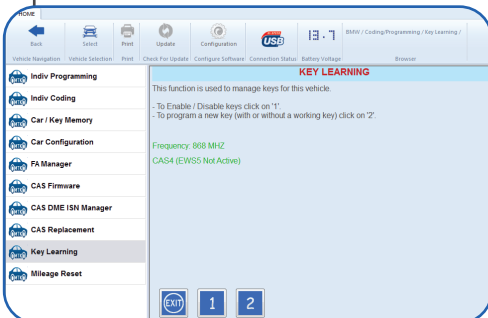 HOME
Back
Select
Print
Update
Configuration
USB
13.7
BMW / Coding/Programming / Key Learning /
Vehicle Navigation
Vehicle Selection
Print
Check For Update
Configure Software
Connection Status
Battery Voltage
Browser
Indiv Programming
Indiv Coding
Car / Key Memory
Car Configuration
FA Manager
CAS Firmware
CAS DME ISN Manager
CAS Replacement
Key Learning
Mileage Reset
KEY LEARNING
This function is used to manage keys for this vehicle.
- To Enable / Disable keys click on '1'.
- To program a new key (with or without a working key) click on '2'.
Frequency: 868 MHZ
CAS4 (EWS5 Not Active)
EXIT
1
2